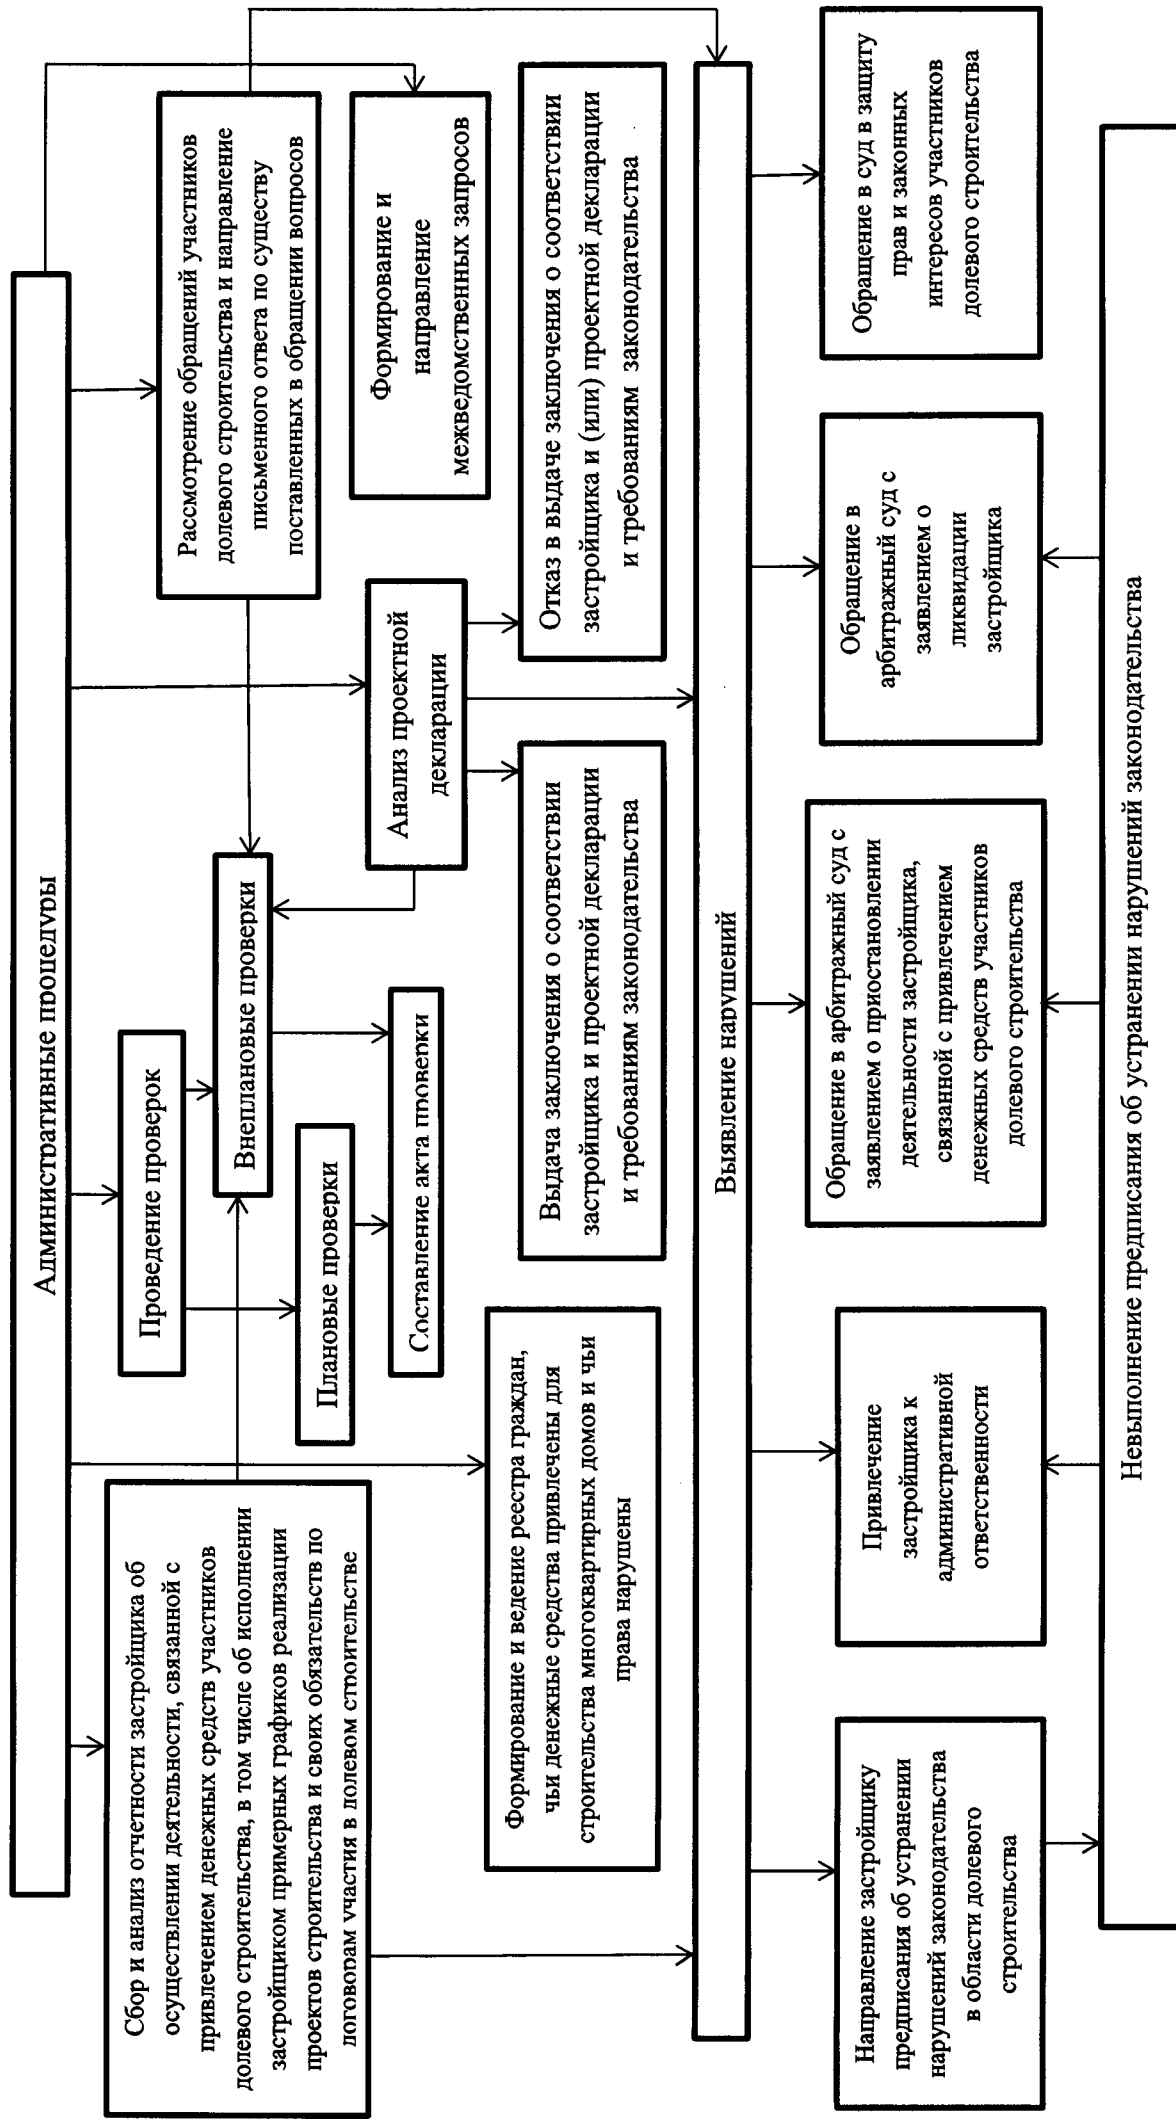 Административные процедуры
Сбор и анализ отчетности застройщика об
осуществлении деятельности, связанной с
привлечением денежных средств участников
долевого строительства, в том числе об исполнении
застройщиком примерных графиков реализации
проектов строительства и своих обязательств по
договорам участия в долевом строительстве
Проведение проверок
Внеплановые проверки
Плановые проверки
Составление акта проверки
Рассмотрение обращений участников
долевого строительства и направление
письменного ответа по существу
поставленных в обращении вопросов
Формирование и
направление
межведомственных запросов
Анализ проектной
декларации
Формирование и ведение реестра граждан,
чьи денежные средства привлечены для
строительства многоквартирных домов и чьи
права нарушены
Выдача заключения о соответствии
застройщика и проектной декларации
и требованиям законодательства
Отказ в выдаче заключения о соответствии
застройщика и (или) проектной декларации
и требованиям законодательства
Выявление нарушений
Направление застройщику
предписания об устранении
нарушений законодательства
в области долевого
строительства
Привлечение
застройщика к
административной
ответственности
Обращение в арбитражный суд с
заявлением о приостановлении
деятельности застройщика,
связанной с привлечением
денежных средств участников
долевого строительства
Обращение в
арбитражный суд с
заявлением о
ликвидации
застройщика
Обращение в суд в защиту
прав и законных
интересов участников
долевого строительства
Невыполнение предписания об устранении нарушений законодательства